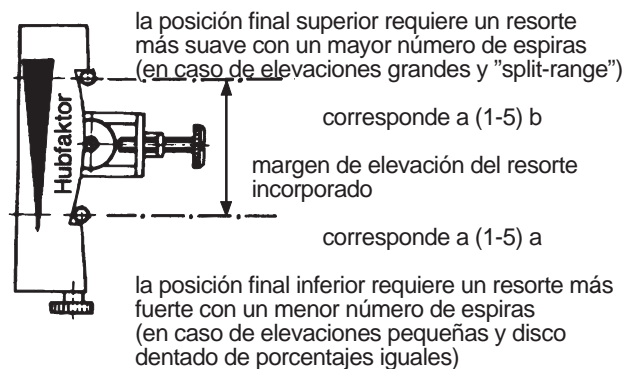 la posición final superior requiere un resorte
más suave con un mayor número de espiras
(en caso de elevaciones grandes y ”split-range”)
corresponde a (1-5) b
Hubfaktor
margen de elevación del resorte
incorporado
corresponde a (1-5) a
la posición final inferior requiere un resorte más
fuerte con un menor número de espiras
(en caso de elevaciones pequeñas y disco
dentado de porcentajes iguales)